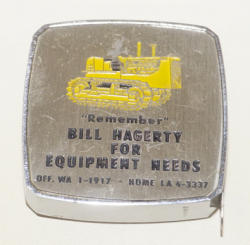 "Remember"
BILL HAGERTY
FOR
EQUIPMENT NEEDS
OFF. WA 1-1917 - HOME LA 4-3337